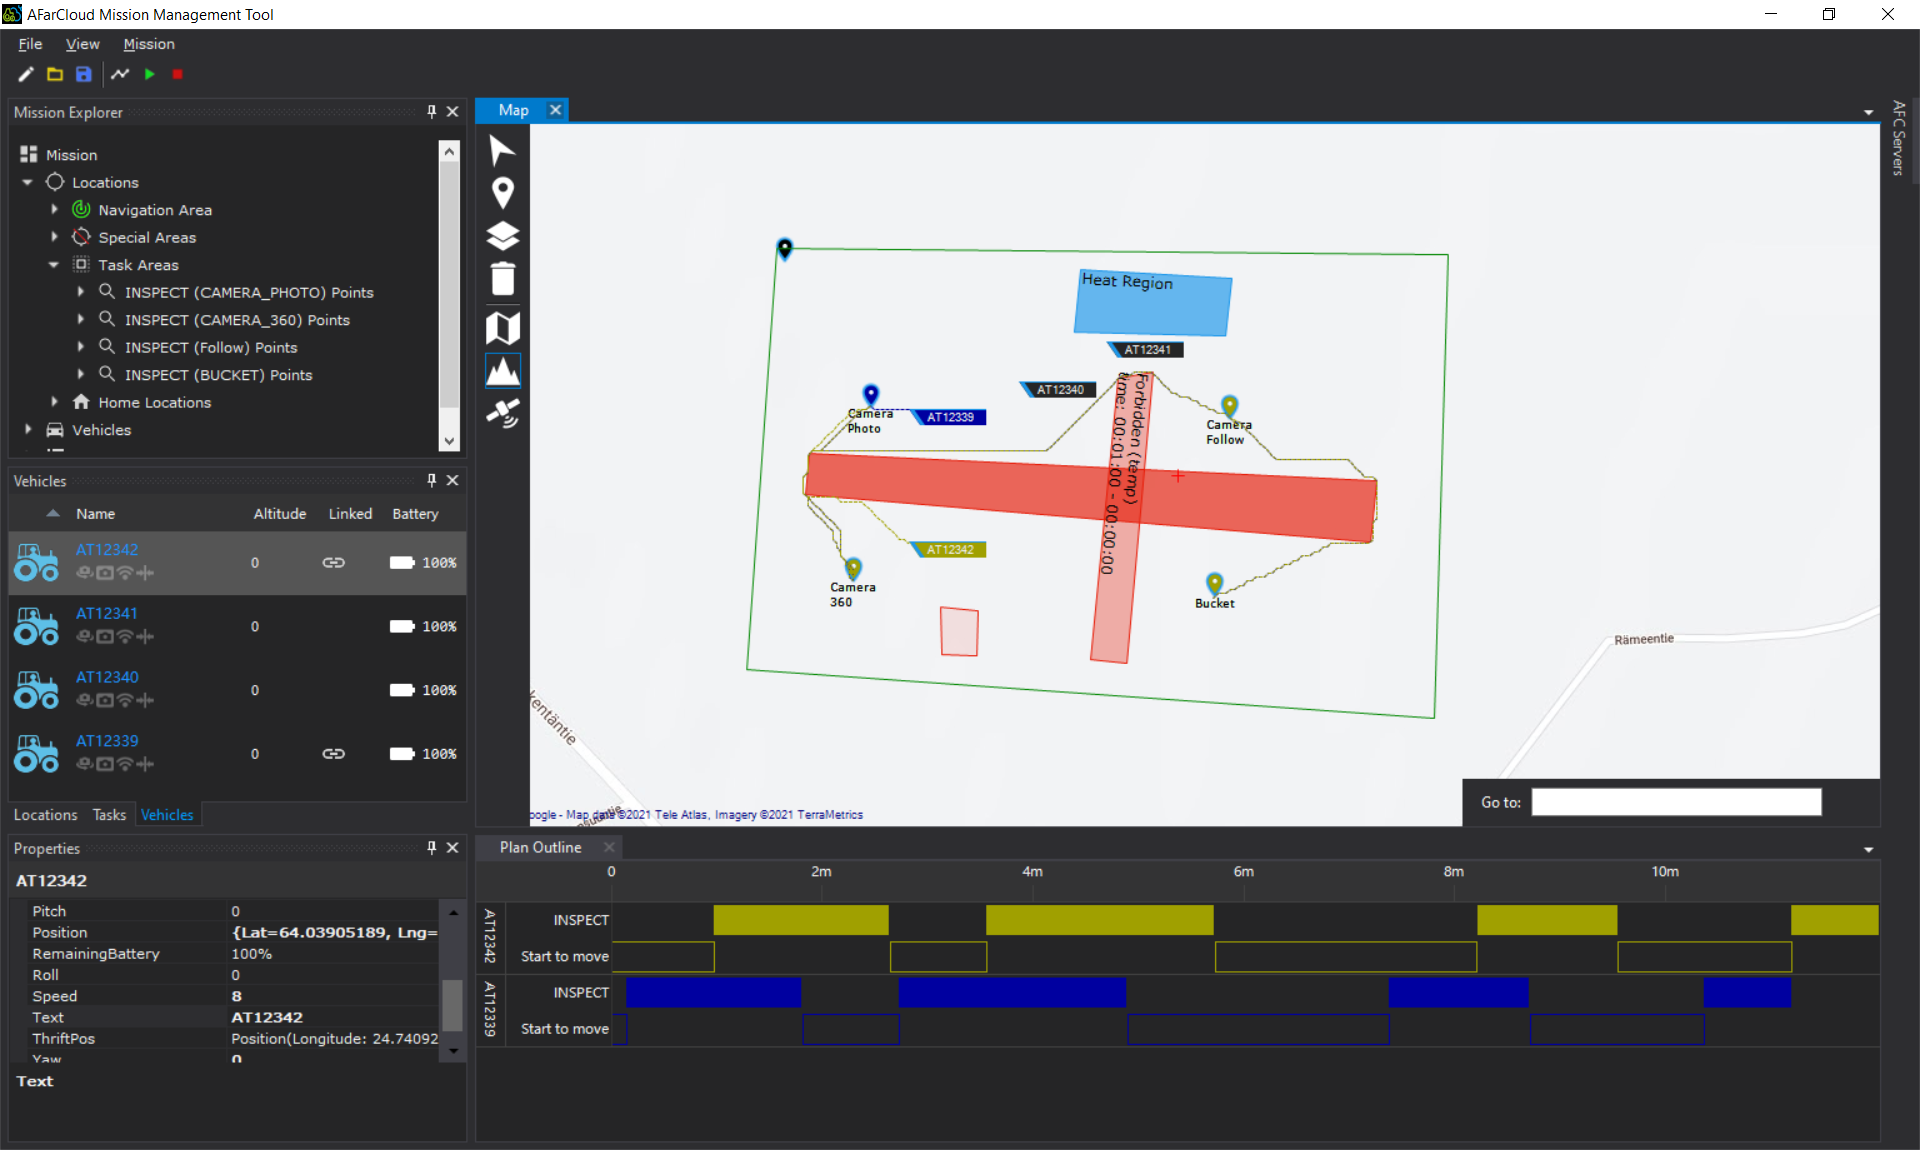 AFarCloud Mission Management Tool
File View Mission
Mission Explorer
Mission
Locations
Navigation Area
Special Areas
Task Areas
INSPECT (CAMERA_PHOTO) Points
INSPECT (CAMERA_360) Points
INSPECT (Follow) Points
INSPECT (BUCKET) Points
Home Locations
Vehicles
Vehicles
Name Altitude Linked Battery
AT12342 0 100%
AT12341 0 100%
AT12340 0 100%
AT12339 0 100%
Locations Tasks Vehicles
Properties
AT12342
Pitch 0
Position {Lat=64.03905189, Lng=
RemainingBattery 100%
Roll 0
Speed 8
Text AT12342
ThriftPos Position(Longitude: 24.74092
Yaw 0
Text
Map
AFC Servers
Heat Region
AT12341
AT12340
AT12339
AT12342
Forbidden (temp)
time: 00:01:00 - 00:00:00
Camera
Photo
Camera
Follow
Camera
360
Bucket
Rämeentie
kentäntie
oogle - Map data ©2021 Tele Atlas, Imagery ©2021 TerraMetrics
Go to:
Plan Outline
0 2m 4m 6m 8m 10m
AT12342
INSPECT
Start to move
AT12339
INSPECT
Start to move